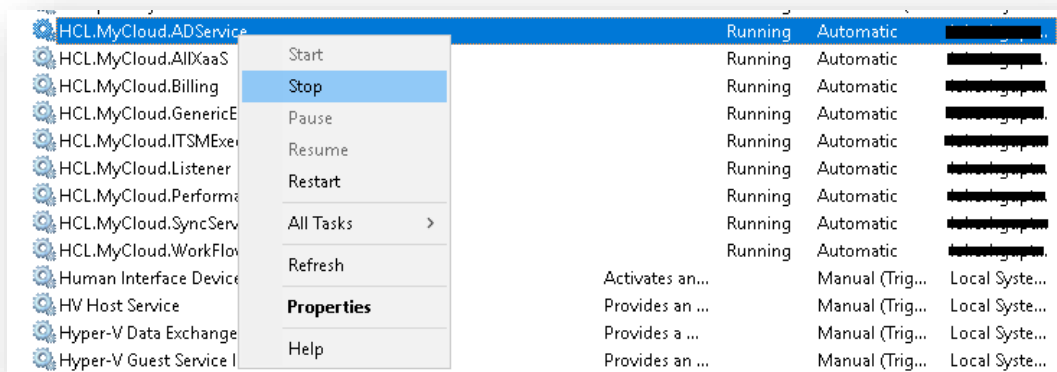 HCL.MyCloud.ADService Running Automatic
HCL.MyCloud.AllXaaS Running Automatic
HCL.MyCloud.Billing Running Automatic
HCL.MyCloud.GenericE Running Automatic
HCL.MyCloud.ITSMExe Running Automatic
HCL.MyCloud.Listener Running Automatic
HCL.MyCloud.Performa Running Automatic
HCL.MyCloud.SyncServ Running Automatic
HCL.MyCloud.WorkFlov Running Automatic
Human Interface Device Activates an... Manual (Trig... Local Syste...
HV Host Service Provides an ... Manual (Trig... Local Syste...
Hyper-V Data Exchange Provides a ... Manual (Trig... Local Syste...
Hyper-V Guest Service I Provides an ... Manual (Trig... Local Syste...
Start
Stop
Pause
Resume
Restart
All Tasks >
Refresh
Properties
Help